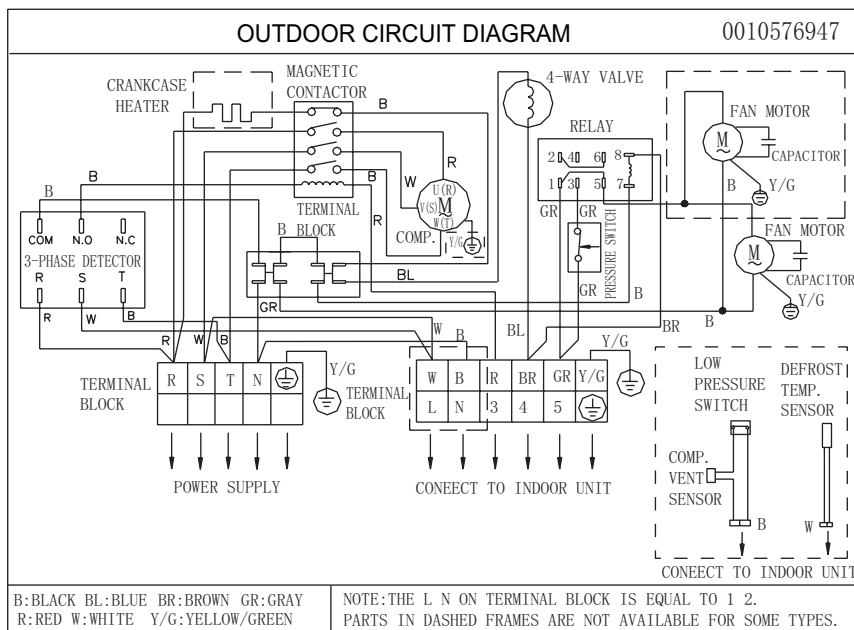 OUTDOOR CIRCUIT DIAGRAM 0010576947
CRANKCASE
HEATER
MAGNETIC
CONTACTOR
4-WAY VALVE
RELAY
FAN MOTOR
M
CAPACITOR
Y/G
B
B
B
R
W
R
U(R)
V(S) M
W(T)
COMP.
Y/G
2 4 6 8
1 3 5 7
GR GR
PRESSURE SWITCH
GR
FAN MOTOR
M
CAPACITOR
Y/G
B
B
B
COM N.O N.C
3-PHASE DETECTOR
R S T
R W B
TERMINAL
BLOCK
B
BL
GR
B
B
BL
BR
R W B
W B
TERMINAL
BLOCK
R S T N
Y/G
POWER SUPPLY
TERMINAL
BLOCK
W B R BR GR Y/G
L N 3 4 5
Y/G
CONEECT TO INDOOR UNIT
LOW
PRESSURE
SWITCH
DEFROST
TEMP.
SENSOR
COMP.
VENT
SENSOR
B
W
CONEECT TO INDOOR UNIT
B:BLACK BL:BLUE BR:BROWN GR:GRAY
R:RED W:WHITE Y/G:YELLOW/GREEN
NOTE:THE L N ON TERMINAL BLOCK IS EQUAL TO 1 2.
PARTS IN DASHED FRAMES ARE NOT AVAILABLE FOR SOME TYPES.